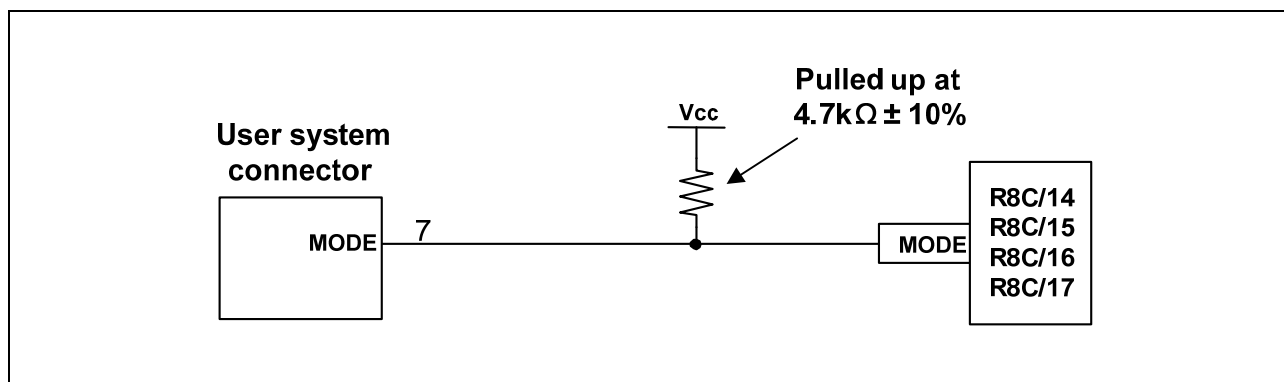 Pulled up at
4.7kΩ ± 10%
Vcc
User system
connector
MODE
7
MODE
R8C/14
R8C/15
R8C/16
R8C/17